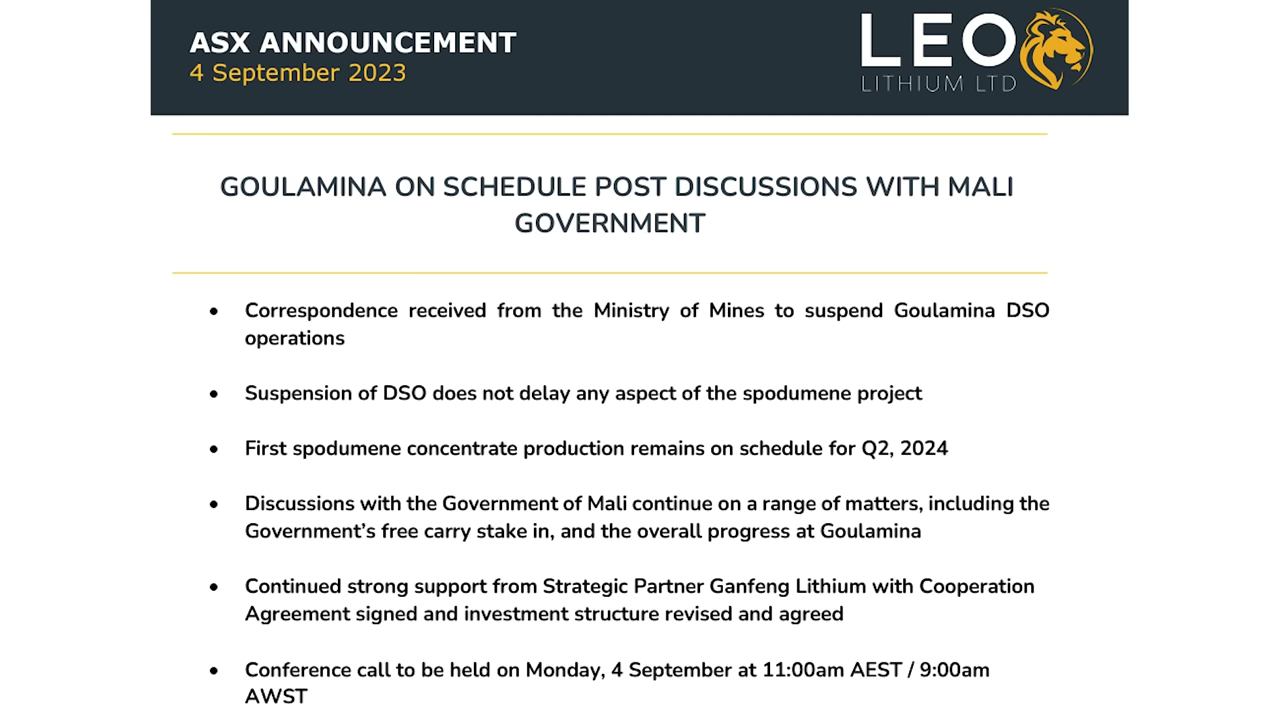 ASX ANNOUNCEMENT
4 September 2023
LEO
LITHIUM LTD
GOULAMINA ON SCHEDULE POST DISCUSSIONS WITH MALI
GOVERNMENT
• Correspondence received from the Ministry of Mines to suspend Goulamina DSO
operations
• Suspension of DSO does not delay any aspect of the spodumene project
• First spodumene concentrate production remains on schedule for Q2, 2024
• Discussions with the Government of Mali continue on a range of matters, including the
Government’s free carry stake in, and the overall progress at Goulamina
• Continued strong support from Strategic Partner Ganfeng Lithium with Cooperation
Agreement signed and investment structure revised and agreed
• Conference call to be held on Monday, 4 September at 11:00am AEST / 9:00am
AWST